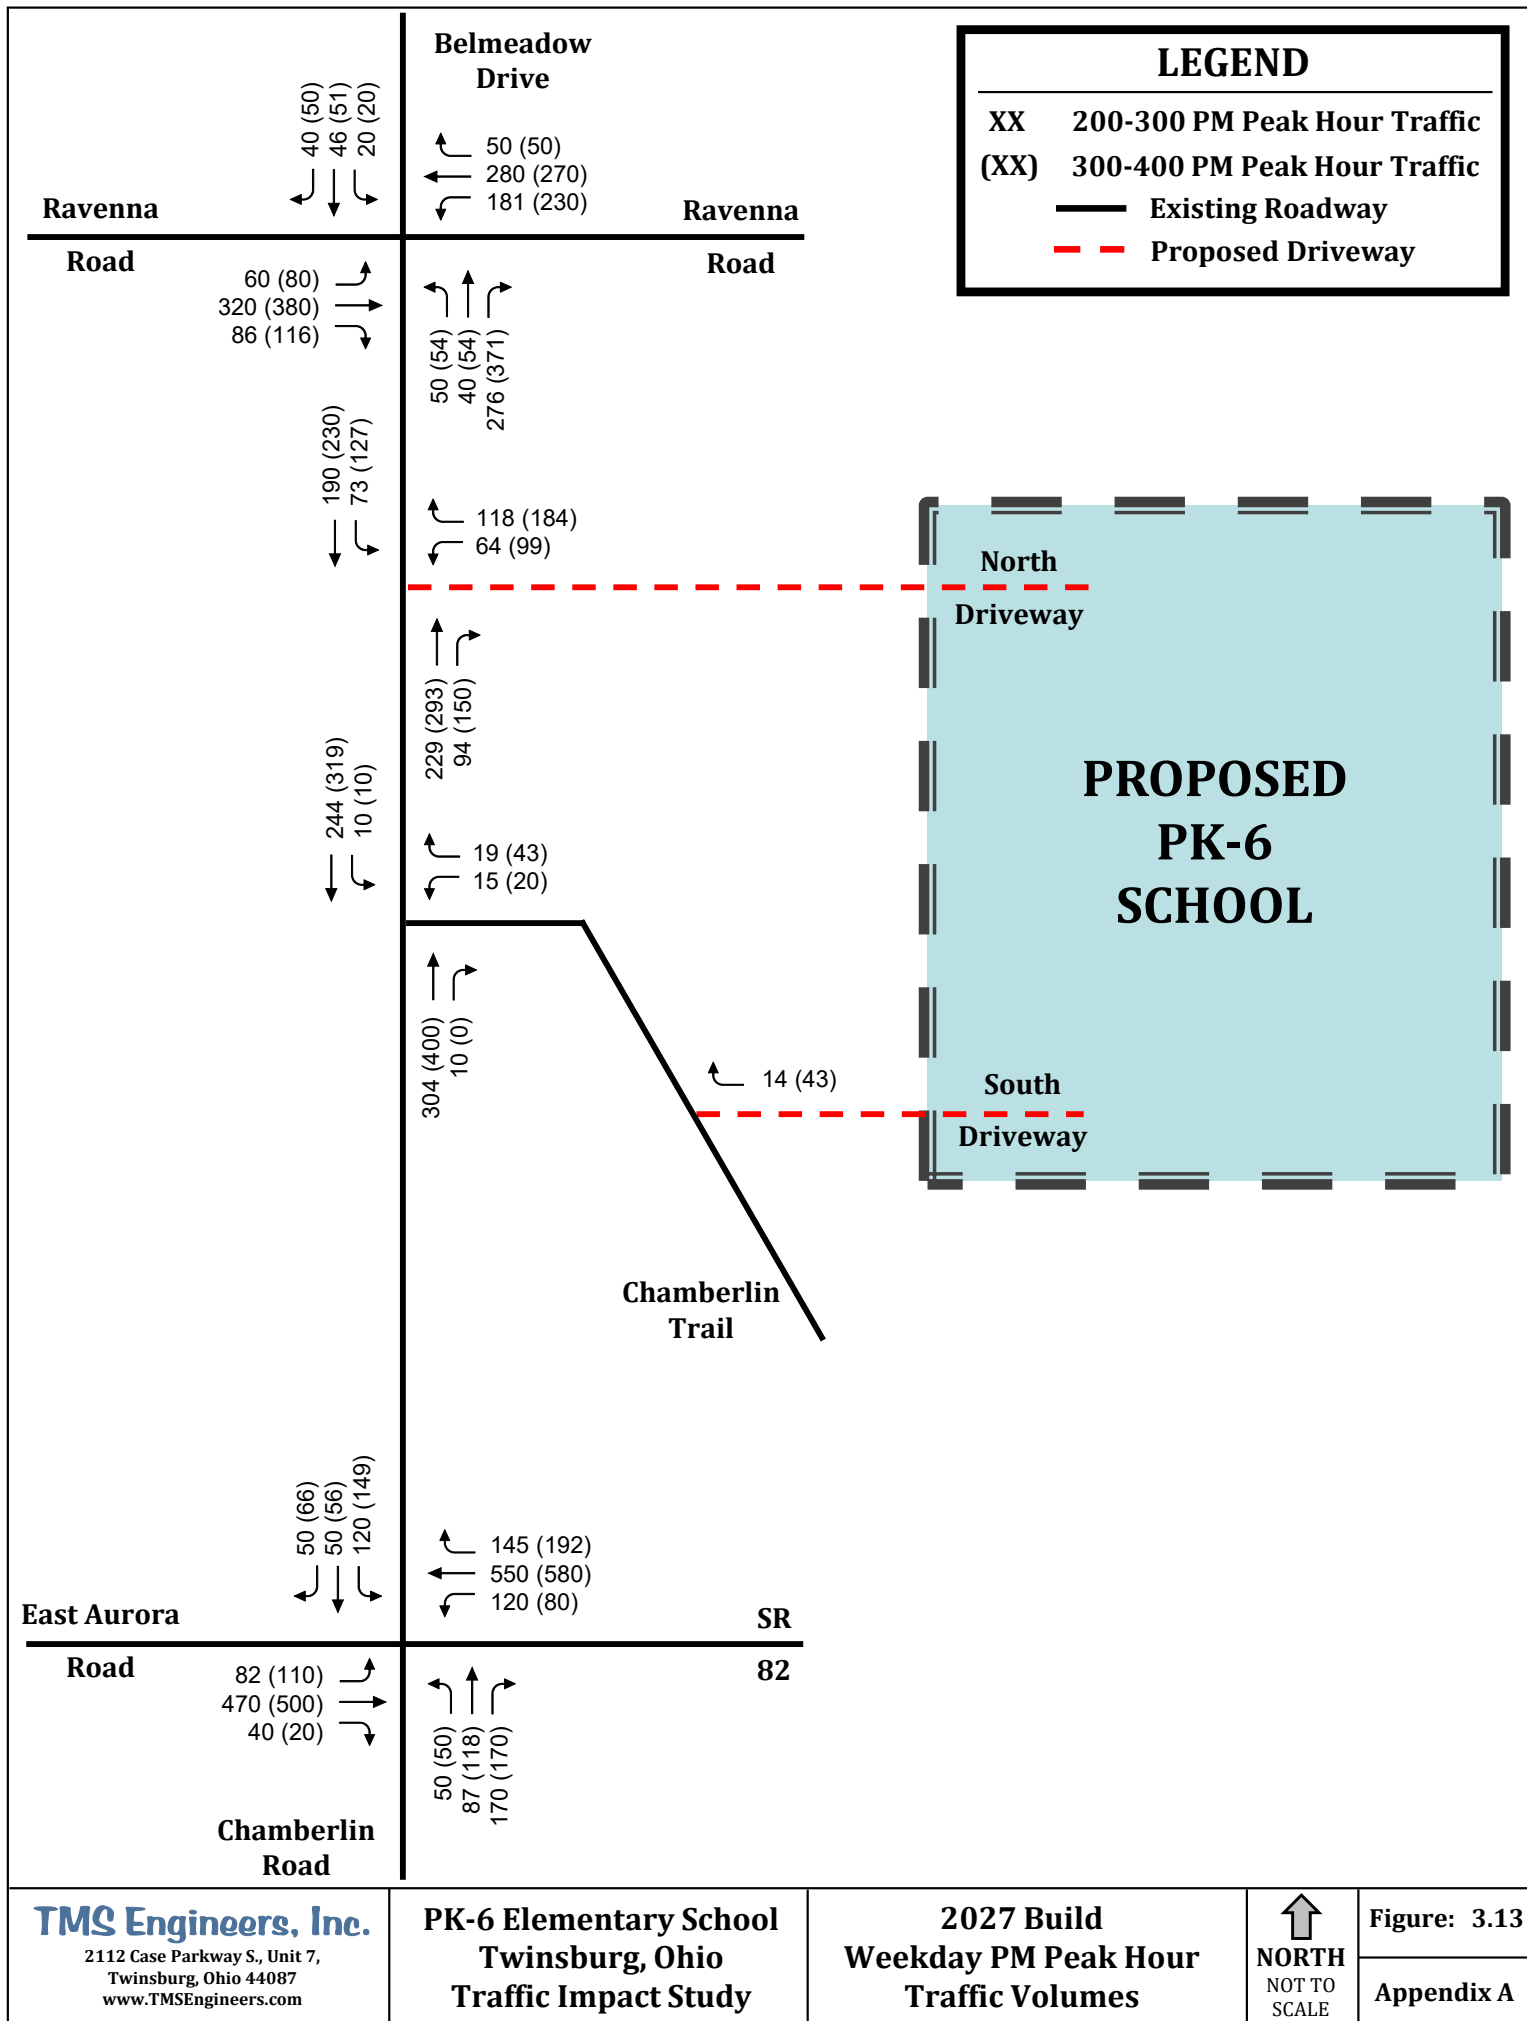 Belmeadow
Drive
LEGEND
XX 200-300 PM Peak Hour Traffic
(XX) 300-400 PM Peak Hour Traffic
Existing Roadway
Proposed Driveway
40 (50)
46 (51)
20 (20)
50 (50)
280 (270)
181 (230)
Ravenna
Road
Ravenna
Road
60 (80)
320 (380)
86 (116)
50 (54)
40 (54)
276 (371)
190 (230)
73 (127)
118 (184)
64 (99)
North
Driveway
229 (293)
94 (150)
244 (319)
10 (10)
19 (43)
15 (20)
PROPOSED
PK-6
SCHOOL
304 (400)
10 (0)
14 (43)
South
Driveway
Chamberlin
Trail
50 (66)
50 (56)
120 (149)
145 (192)
550 (580)
120 (80)
East Aurora
Road
SR
82
82 (110)
470 (500)
40 (20)
50 (50)
87 (118)
170 (170)
Chamberlin
Road
TMS Engineers, Inc.
2112 Case Parkway S., Unit 7,
Twinsburg, Ohio 44087
www.TMSEngineers.com
PK-6 Elementary School
Twinsburg, Ohio
Traffic Impact Study
2027 Build
Weekday PM Peak Hour
Traffic Volumes
NORTH
NOT TO
SCALE
Figure: 3.13
Appendix A